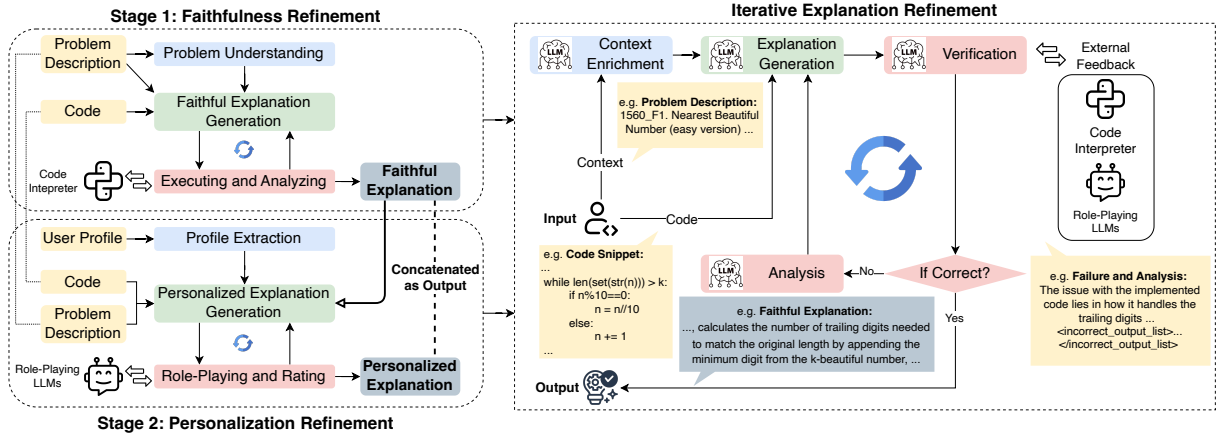 Stage 1: Faithfulness Refinement
Problem
Description
Problem Understanding
Code
Faithful Explanation
Generation
Code
Intepreter
Executing and Analyzing
Faithful
Explanation
User Profile
Profile Extraction
Code
Problem
Description
Personalized Explanation
Generation
Concatenated
as Output
Role-Playing
LLMs
Role-Playing and Rating
Personalized
Explanation
Stage 2: Personalization Refinement
Iterative Explanation Refinement
LLM
Context
Enrichment
LLM
Explanation
Generation
LLM
Verification
External
Feedback
e.g. Problem Description:
1560_F1. Nearest Beautiful
Number (easy version) ...
Code
Interpreter
Role-Playing
LLMs
Context
Input
Code
e.g. Code Snippet:
...
while len(set(str(n))) > k:
if n%10==0:
n = n//10
else:
n += 1
...
LLM
Analysis
No
If Correct?
Yes
e.g. Faithful Explanation:
..., calculates the number of trailing digits needed
to match the original length by appending the
minimum digit from the k-beautiful number, ...
e.g. Failure and Analysis:
The issue with the implemented
code lies in how it handles the
trailing digits ...
<incorrect_output_list>...
</incorrect_output_list>
Output